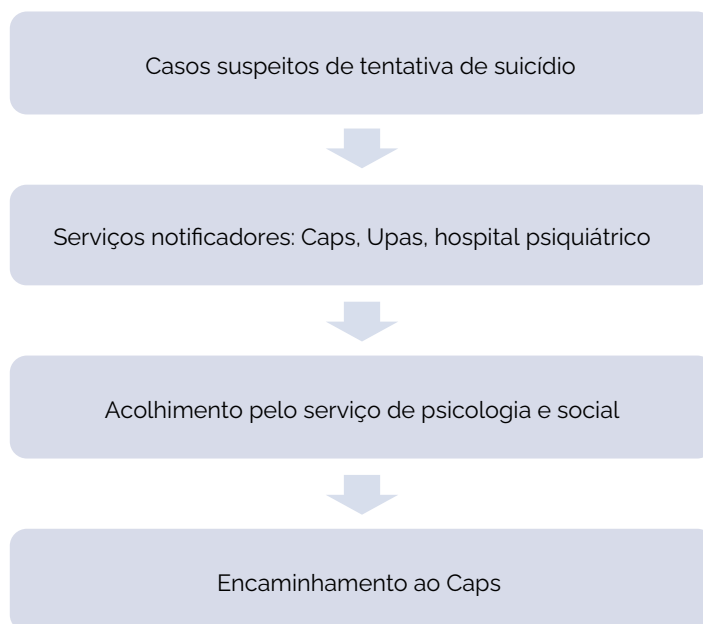 Casos suspeitos de tentativa de suicídio
Serviços notificadores: Caps, Upas, hospital psiquiátrico
Acolhimento pelo serviço de psicologia e social
Encaminhamento ao Caps